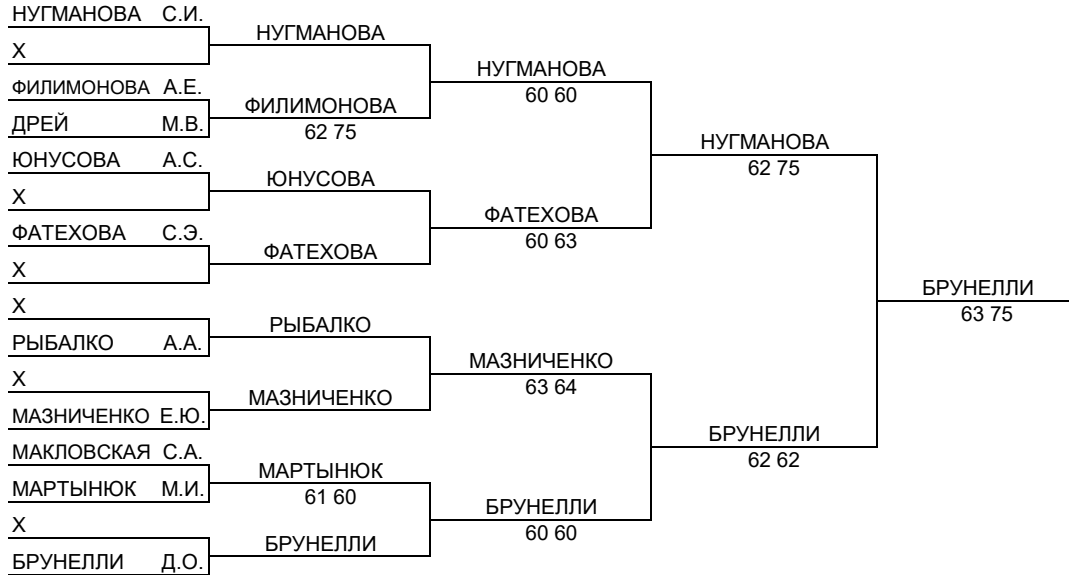 НУГМАНОВА С.И.
X
ФИЛИМОНОВА А.Е.
ДРЕЙ М.В.
ЮНУСОВА А.С.
X
ФАТЕХОВА С.Э.
X
X
РЫБАЛКО А.А.
X
МАЗНИЧЕНКО Е.Ю.
МАКЛОВСКАЯ С.А.
МАРТЫНЮК М.И.
X
БРУНЕЛЛИ Д.О.
НУГМАНОВА
ФИЛИМОНОВА
62 75
ЮНУСОВА
ФАТЕХОВА
РЫБАЛКО
МАЗНИЧЕНКО
МАРТЫНЮК
61 60
БРУНЕЛЛИ
НУГМАНОВА
60 60
ФАТЕХОВА
60 63
МАЗНИЧЕНКО
63 64
БРУНЕЛЛИ
60 60
НУГМАНОВА
62 75
БРУНЕЛЛИ
62 62
БРУНЕЛЛИ
63 75